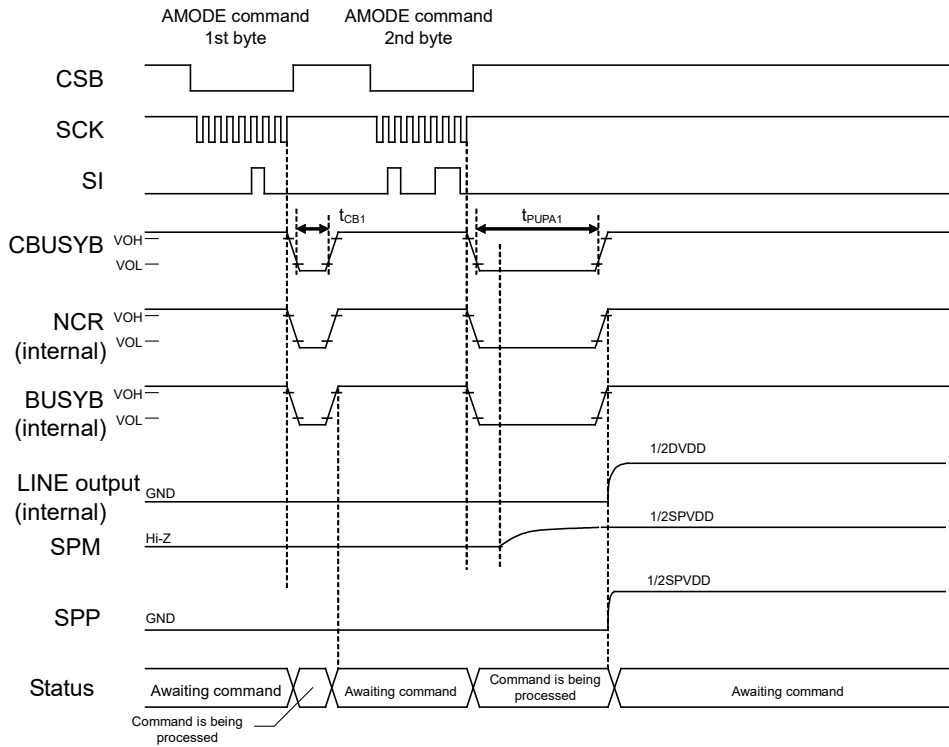 AMODE command
1st byte
AMODE command
2nd byte
CSB
SCK
SI
tCB1
tPUPA1
CBUSYB
VOH
VOL
NCR
(internal)
VOH
VOL
BUSYB
(internal)
VOH
VOL
1/2DVDD
LINE output
(internal)
GND
1/2SPVDD
SPM
Hi-Z
1/2SPVDD
SPP
GND
Status
Awaiting command
Awaiting command
Command is being
processed
Awaiting command
Command is being
processed